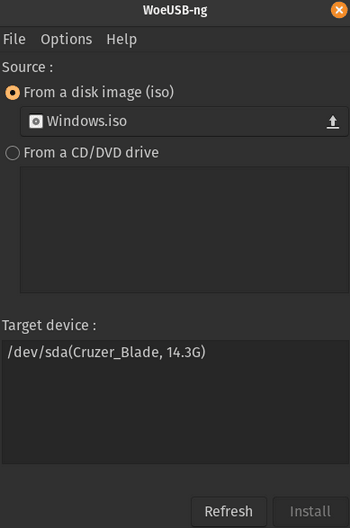 WoeUSB-ng
File Options Help
Source :
From a disk image (iso)
Windows.iso
From a CD/DVD drive
Target device :
/dev/sda(Cruzer_Blade, 14.3G)
Refresh Install